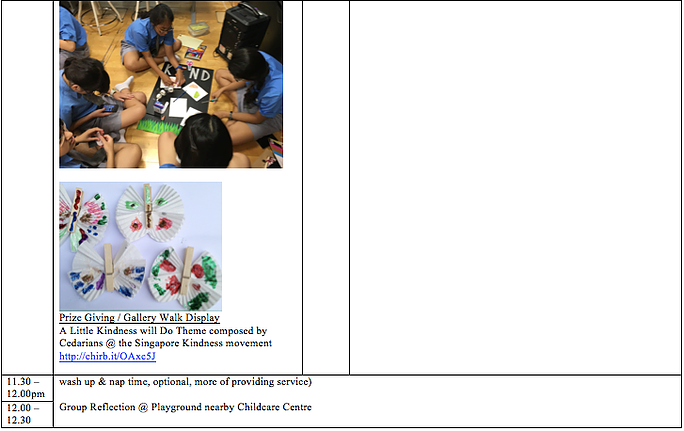 KIND
Prize Giving / Gallery Walk Display
A Little Kindness will Do Theme composed by
Cedarians @ the Singapore Kindness movement
http://chirb.it/OAxc5J
11.30 –
12.00pm
wash up & nap time, optional, more of providing service)
12.00 –
12.30
Group Reflection @ Playground nearby Childcare Centre